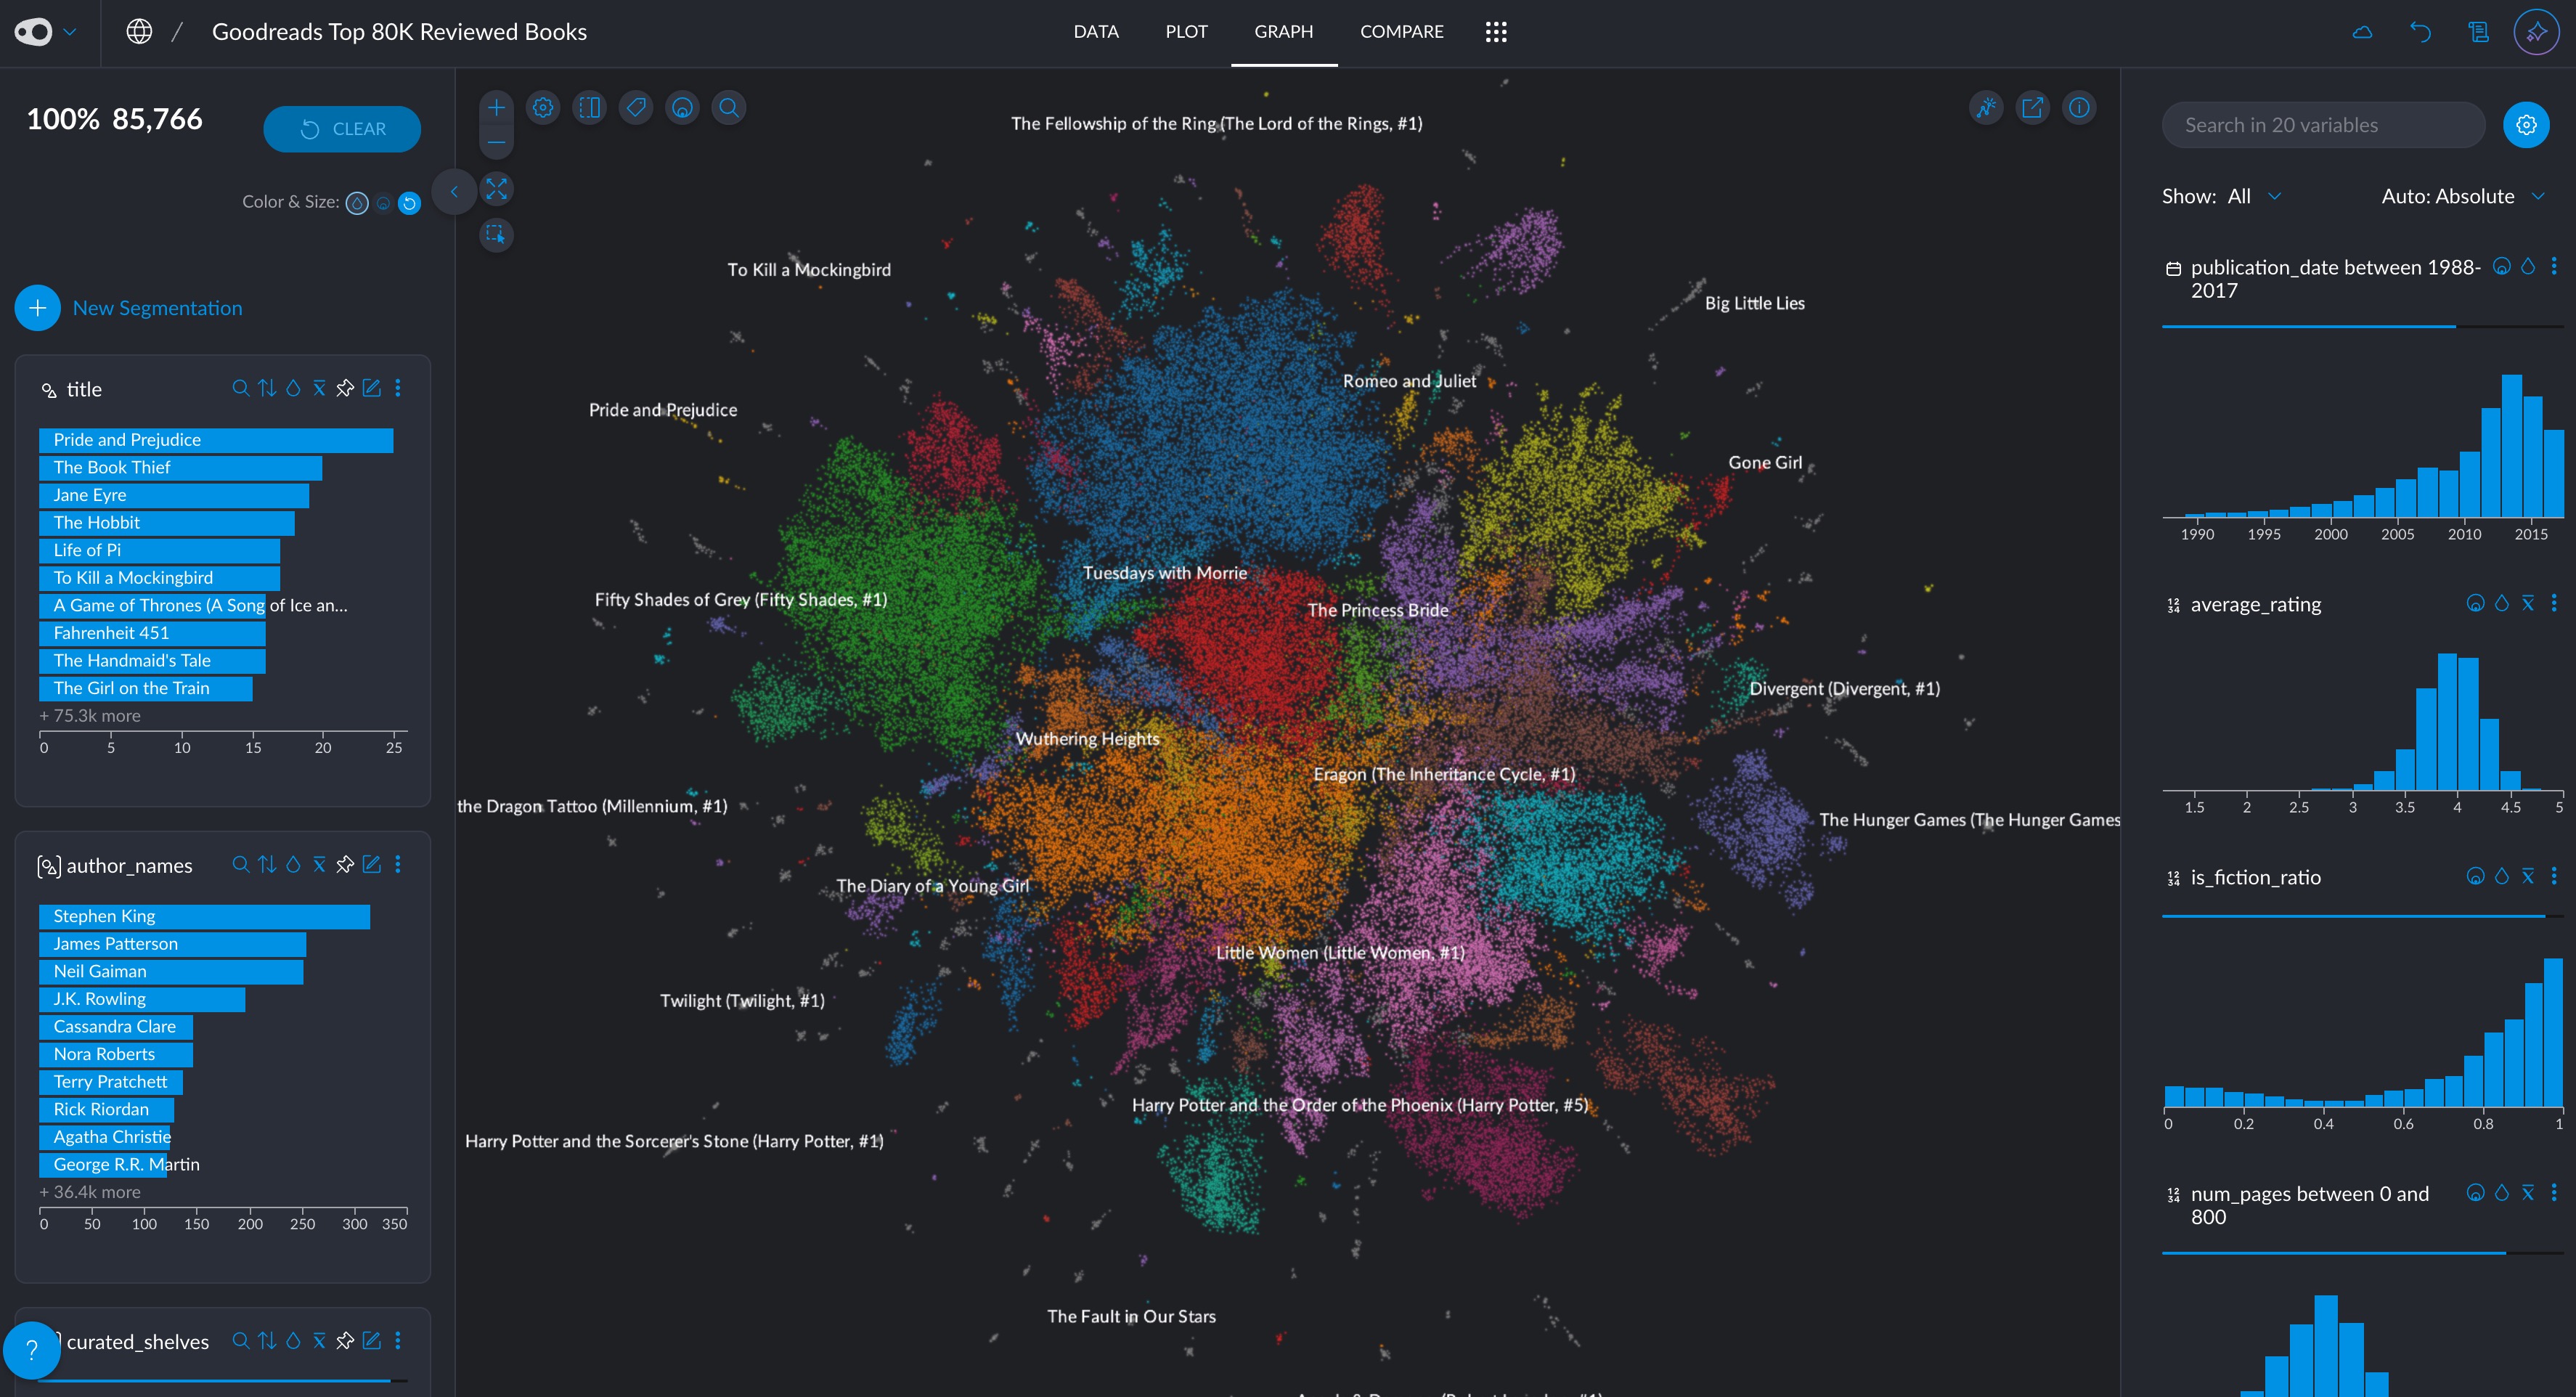 Goodreads Top 80K Reviewed Books
DATA
PLOT
GRAPH
COMPARE
100% 85,766
CLEAR
Color & Size:
New Segmentation
title
Pride and Prejudice
The Book Thief
Jane Eyre
The Hobbit
Life of Pi
To Kill a Mockingbird
A Game of Thrones (A Song of Ice an...
Fahrenheit 451
The Handmaid's Tale
The Girl on the Train
+ 75.3k more
0 5 10 15 20 25
author_names
Stephen King
James Patterson
Neil Gaiman
J.K. Rowling
Cassandra Clare
Nora Roberts
Terry Pratchett
Rick Riordan
Agatha Christie
George R.R. Martin
+ 36.4k more
0 50 100 150 200 250 300 350
curated_shelves
?
The Fellowship of the Ring (The Lord of the Rings, #1)
To Kill a Mockingbird
Big Little Lies
Romeo and Juliet
Pride and Prejudice
Gone Girl
Tuesdays with Morrie
Fifty Shades of Grey (Fifty Shades, #1)
The Princess Bride
Divergent (Divergent, #1)
Wuthering Heights
Eragon (The Inheritance Cycle, #1)
the Dragon Tattoo (Millennium, #1)
The Hunger Games (The Hunger Games
The Diary of a Young Girl
Little Women (Little Women, #1)
Twilight (Twilight, #1)
Harry Potter and the Order of the Phoenix (Harry Potter, #5)
Harry Potter and the Sorcerer's Stone (Harry Potter, #1)
The Fault in Our Stars
Search in 20 variables
Show: All
Auto: Absolute
publication_date between 1988-
2017
1990 1995 2000 2005 2010 2015
12
34
average_rating
1.5 2 2.5 3 3.5 4 4.5 5
12
34
is_fiction_ratio
0 0.2 0.4 0.6 0.8 1
12
34
num_pages between 0 and
800